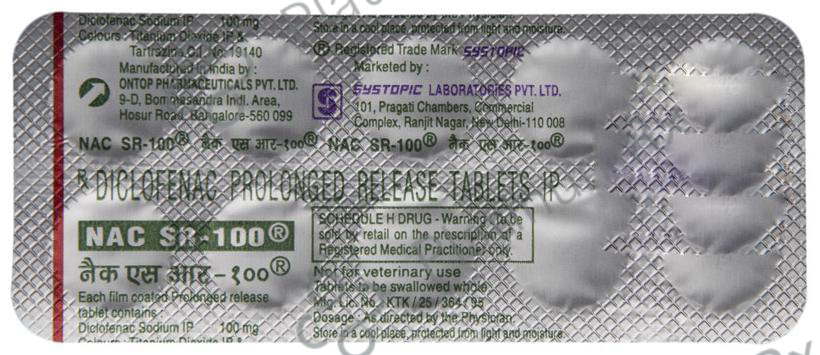 Diclofenac Sodium IP 100 mg
Colours: Titanium Dioxide IP &
Tartrazine C.I. No. 19140
Manufactured in India by :
ONTOP PHARMACEUTICALS PVT. LTD.
9-D, Bommasandra Indl. Area,
Hosur Road, Bangalore-560 099
Store in a cool place, protected from light and moisture.
® Registered Trade Mark SYSTOPIC
Marketed by :
SYSTOPIC LABORATORIES PVT. LTD.
101, Pragati Chambers, Commercial
Complex, Ranjit Nagar, New Delhi-110 008
NAC SR-100® नैक एस आर-१००® NAC SR-100® नैक एस आर-१००®
℞ DICLOFENAC PROLONGED RELEASE TABLETS IP
NAC SR-100®
नैक एस आर-१००®
Each film coated Prolonged release
tablet contains :
Diclofenac Sodium IP 100 mg
Colours : Titanium Dioxide IP &
SCHEDULE H DRUG - Warning : To be
sold by retail on the prescription of a
Registered Medical Practitioner only.
Not for veterinary use
Tablets to be swallowed whole
Mfg. Lic. No. : KTK / 25 / 364 / 95
Dosage : As directed by the Physician.
Store in a cool place, protected from light and moisture.